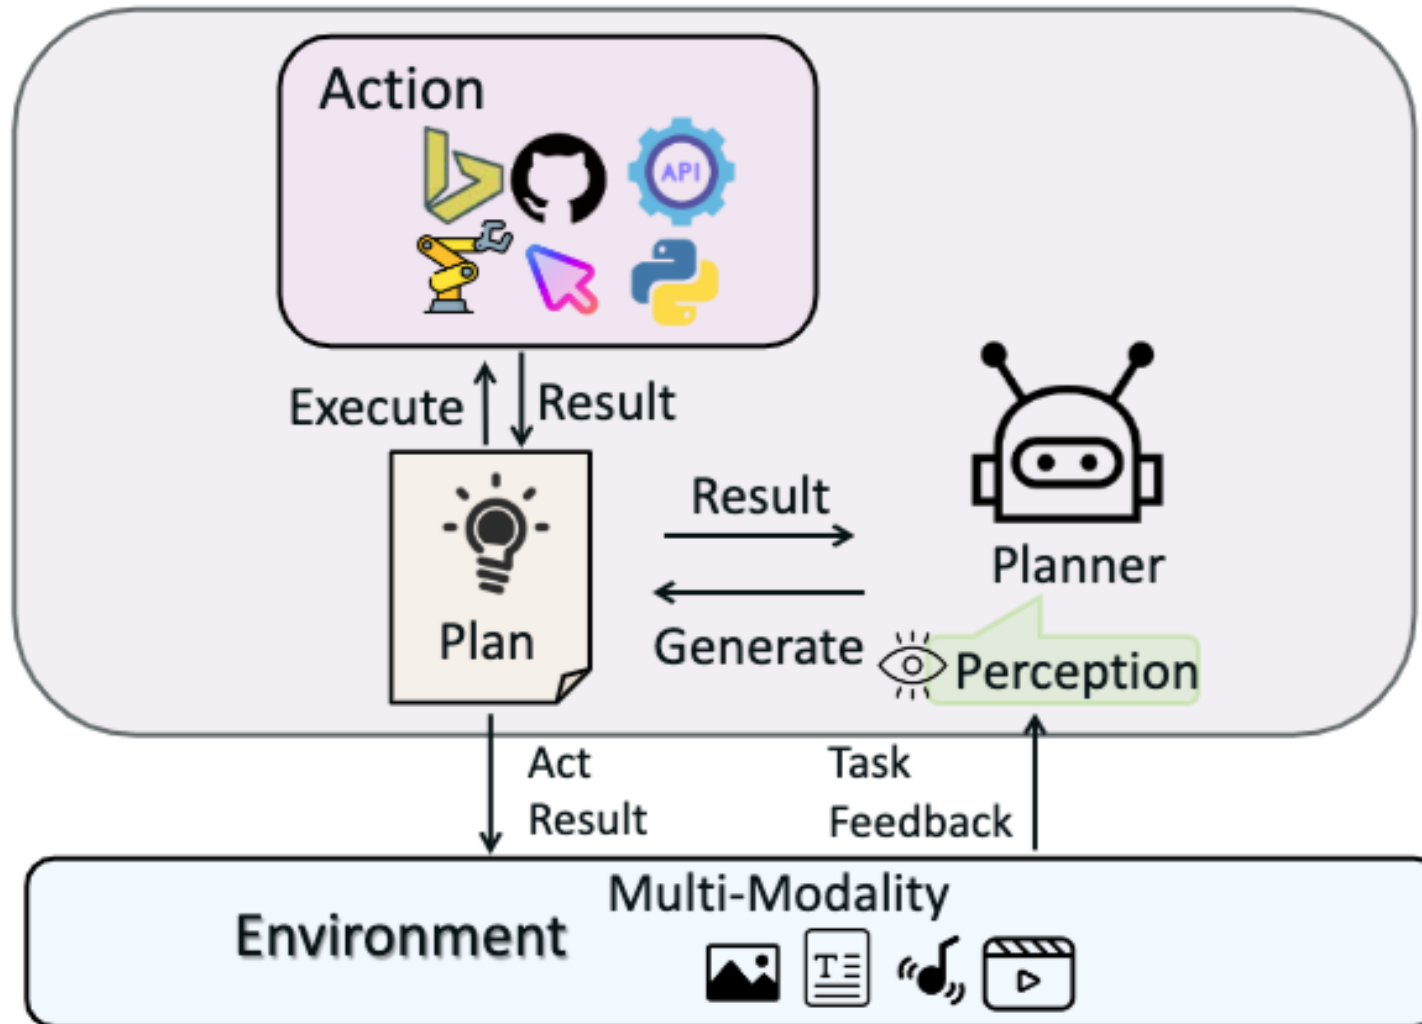 Action
API
Execute
Result
Result
Planner
Plan
Generate
Perception
Act
Result
Task
Feedback
Multi-Modality
Environment
T